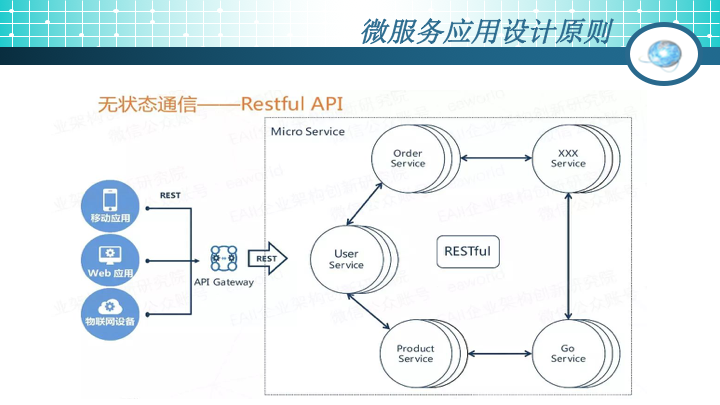 微服务应用设计原则
无状态通信——Restful API
Micro Service
Order
Service
XXX
Service
REST
移动应用
Web 应用
物联网设备
API Gateway
REST
User
Service
RESTful
Product
Service
Go
Service